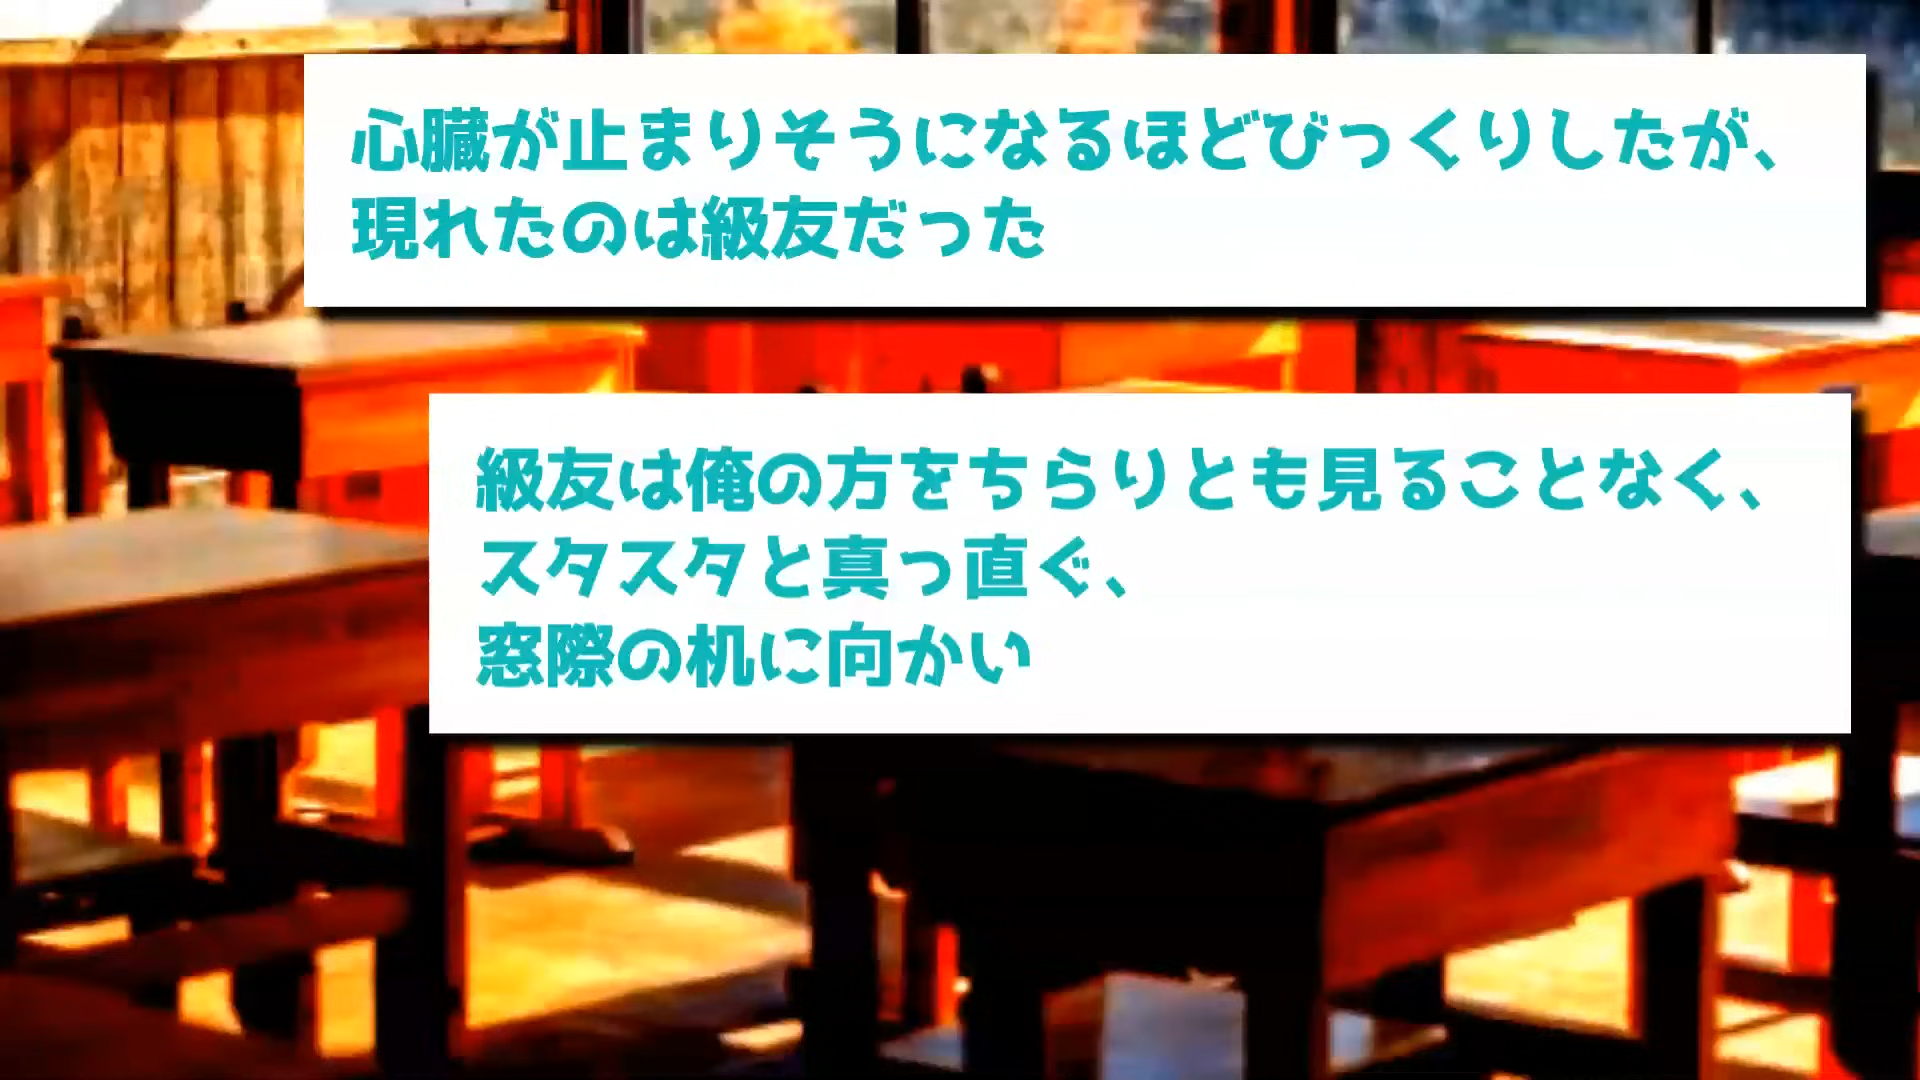 心臓が止まりそうになるほどびっくりしたが、
現れたのは級友だった
級友は俺の方をちらりとも見ることなく、
スタスタと真っ直ぐ、
窓際の机に向かい